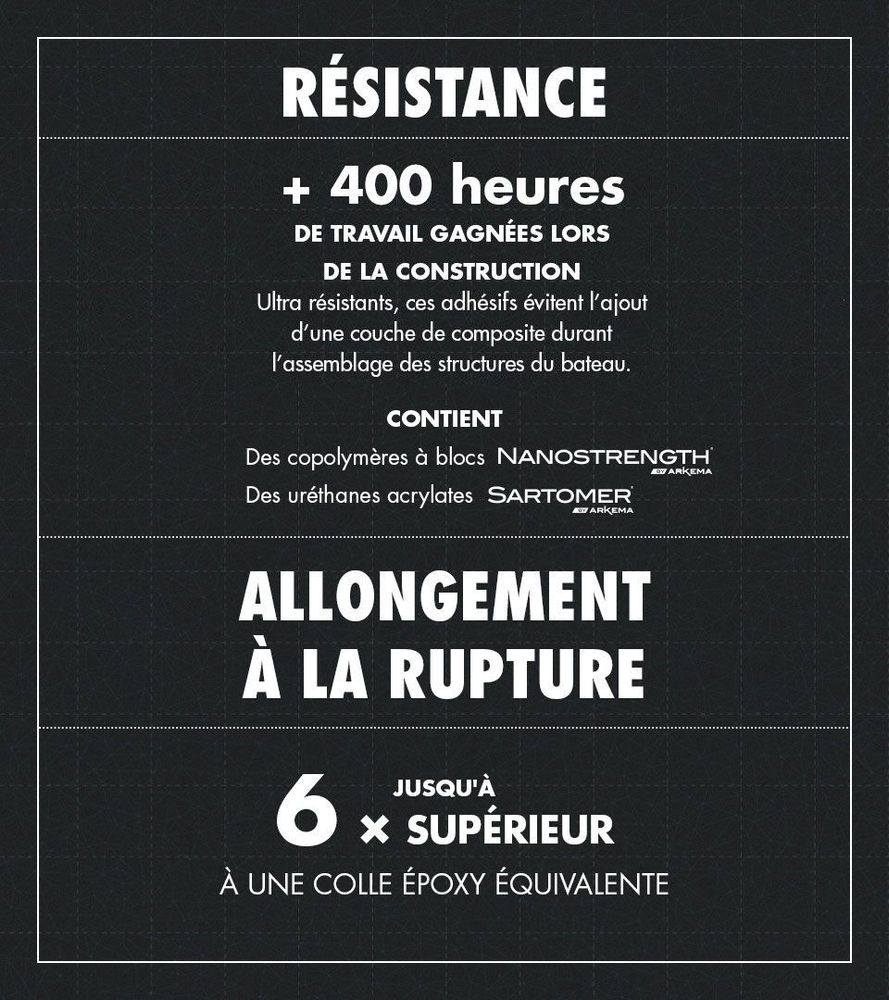 RÉSISTANCE
+ 400 heures
DE TRAVAIL GAGNÉES LORS
DE LA CONSTRUCTION
Ultra résistants, ces adhésifs évitent l’ajout
d’une couche de composite durant
l’assemblage des structures du bateau.
CONTIENT
Des copolymères à blocs NANOSTRENGTH
BY ARKEMA
Des uréthanes acrylates SARTOMER
BY ARKEMA
ALLONGEMENT
À LA RUPTURE
JUSQU'À
6 × SUPÉRIEUR
À UNE COLLE ÉPOXY ÉQUIVALENTE